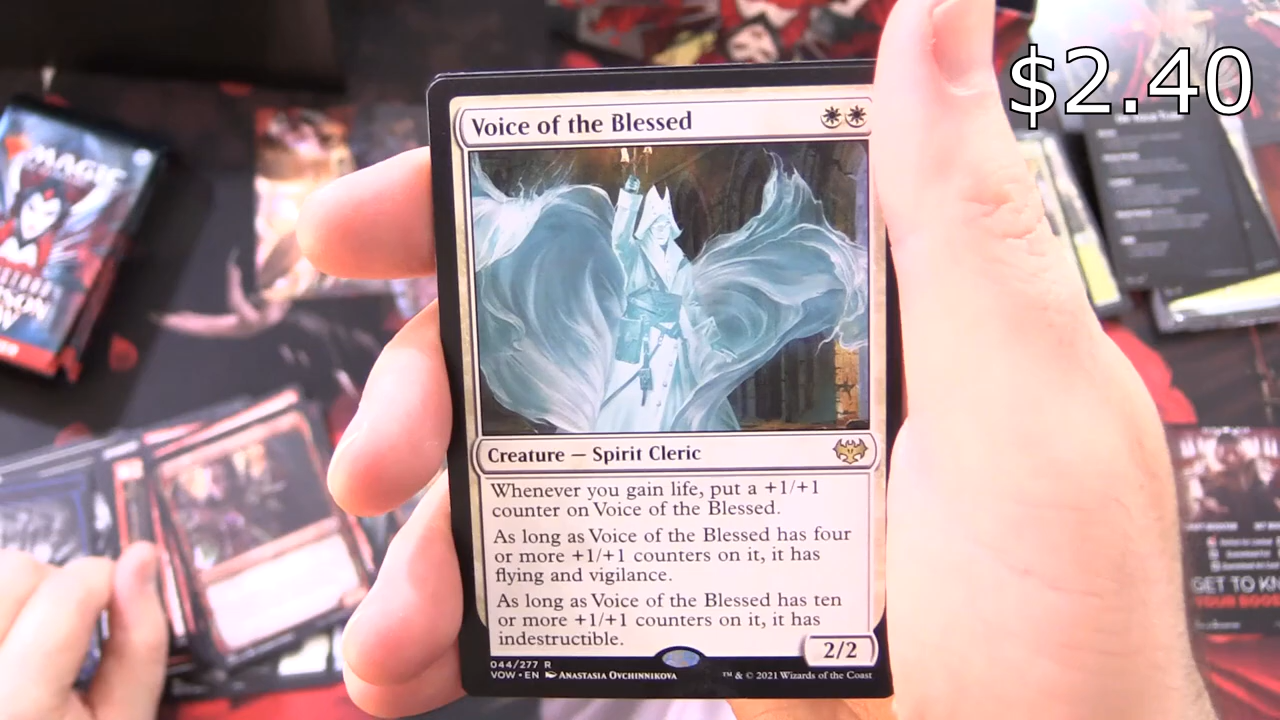 $2.40
Voice of the Blessed
Creature — Spirit Cleric
Whenever you gain life, put a +1/+1
counter on Voice of the Blessed.
As long as Voice of the Blessed has four
or more +1/+1 counters on it, it has
flying and vigilance.
As long as Voice of the Blessed has ten
or more +1/+1 counters on it, it has
indestructible.
2/2
044/277 R
VOW • EN Anastasia Ovchinnikova
™ & © 2021 Wizards of the Coast
MAGIC
GET TO KN
YOUR BOOS